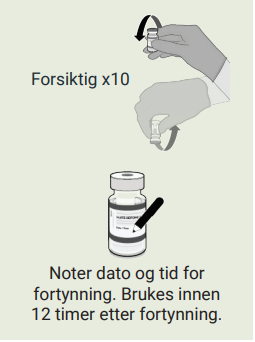 Forsiktig x10
Noter dato og tid for
fortynning. Brukes innen
12 timer etter fortynning.